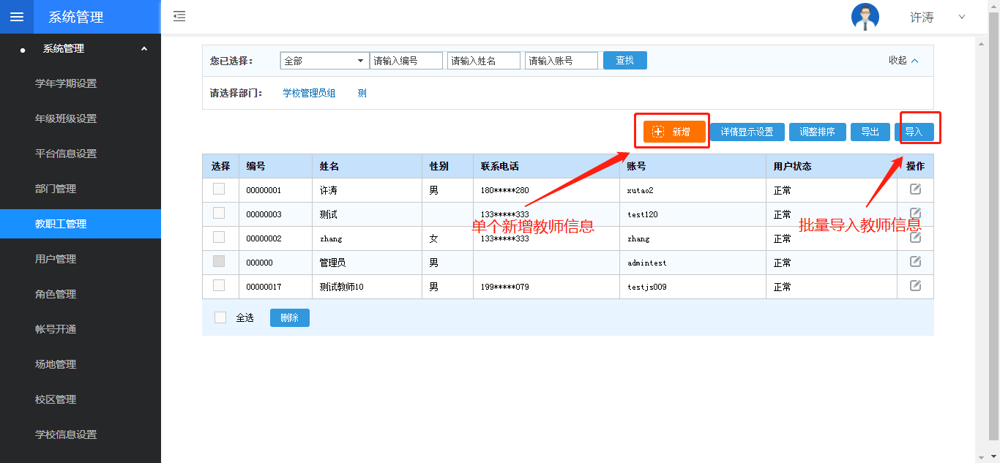 系统管理
许涛
系统管理
学年学期设置
年级班级设置
平台信息设置
部门管理
教职工管理
用户管理
角色管理
帐号开通
场地管理
校区管理
学校信息设置
您已选择： 全部 请输入编号 请输入姓名 请输入账号 查找 收起
请选择部门： 学校管理员组 测
新增 详情显示设置 调整排序 导出 导入
选择 编号 姓名 性别 联系电话 账号 用户状态 操作
00000001 许涛 男 180*****280 xutao2 正常
00000003 测试 133*****333 test120 正常
单个新增教师信息 批量导入教师信息
00000002 zhang 女 133*****333 zhang 正常
000000 管理员 男 admintest 正常
00000017 测试教师10 男 199*****079 testjs009 正常
全选 删除